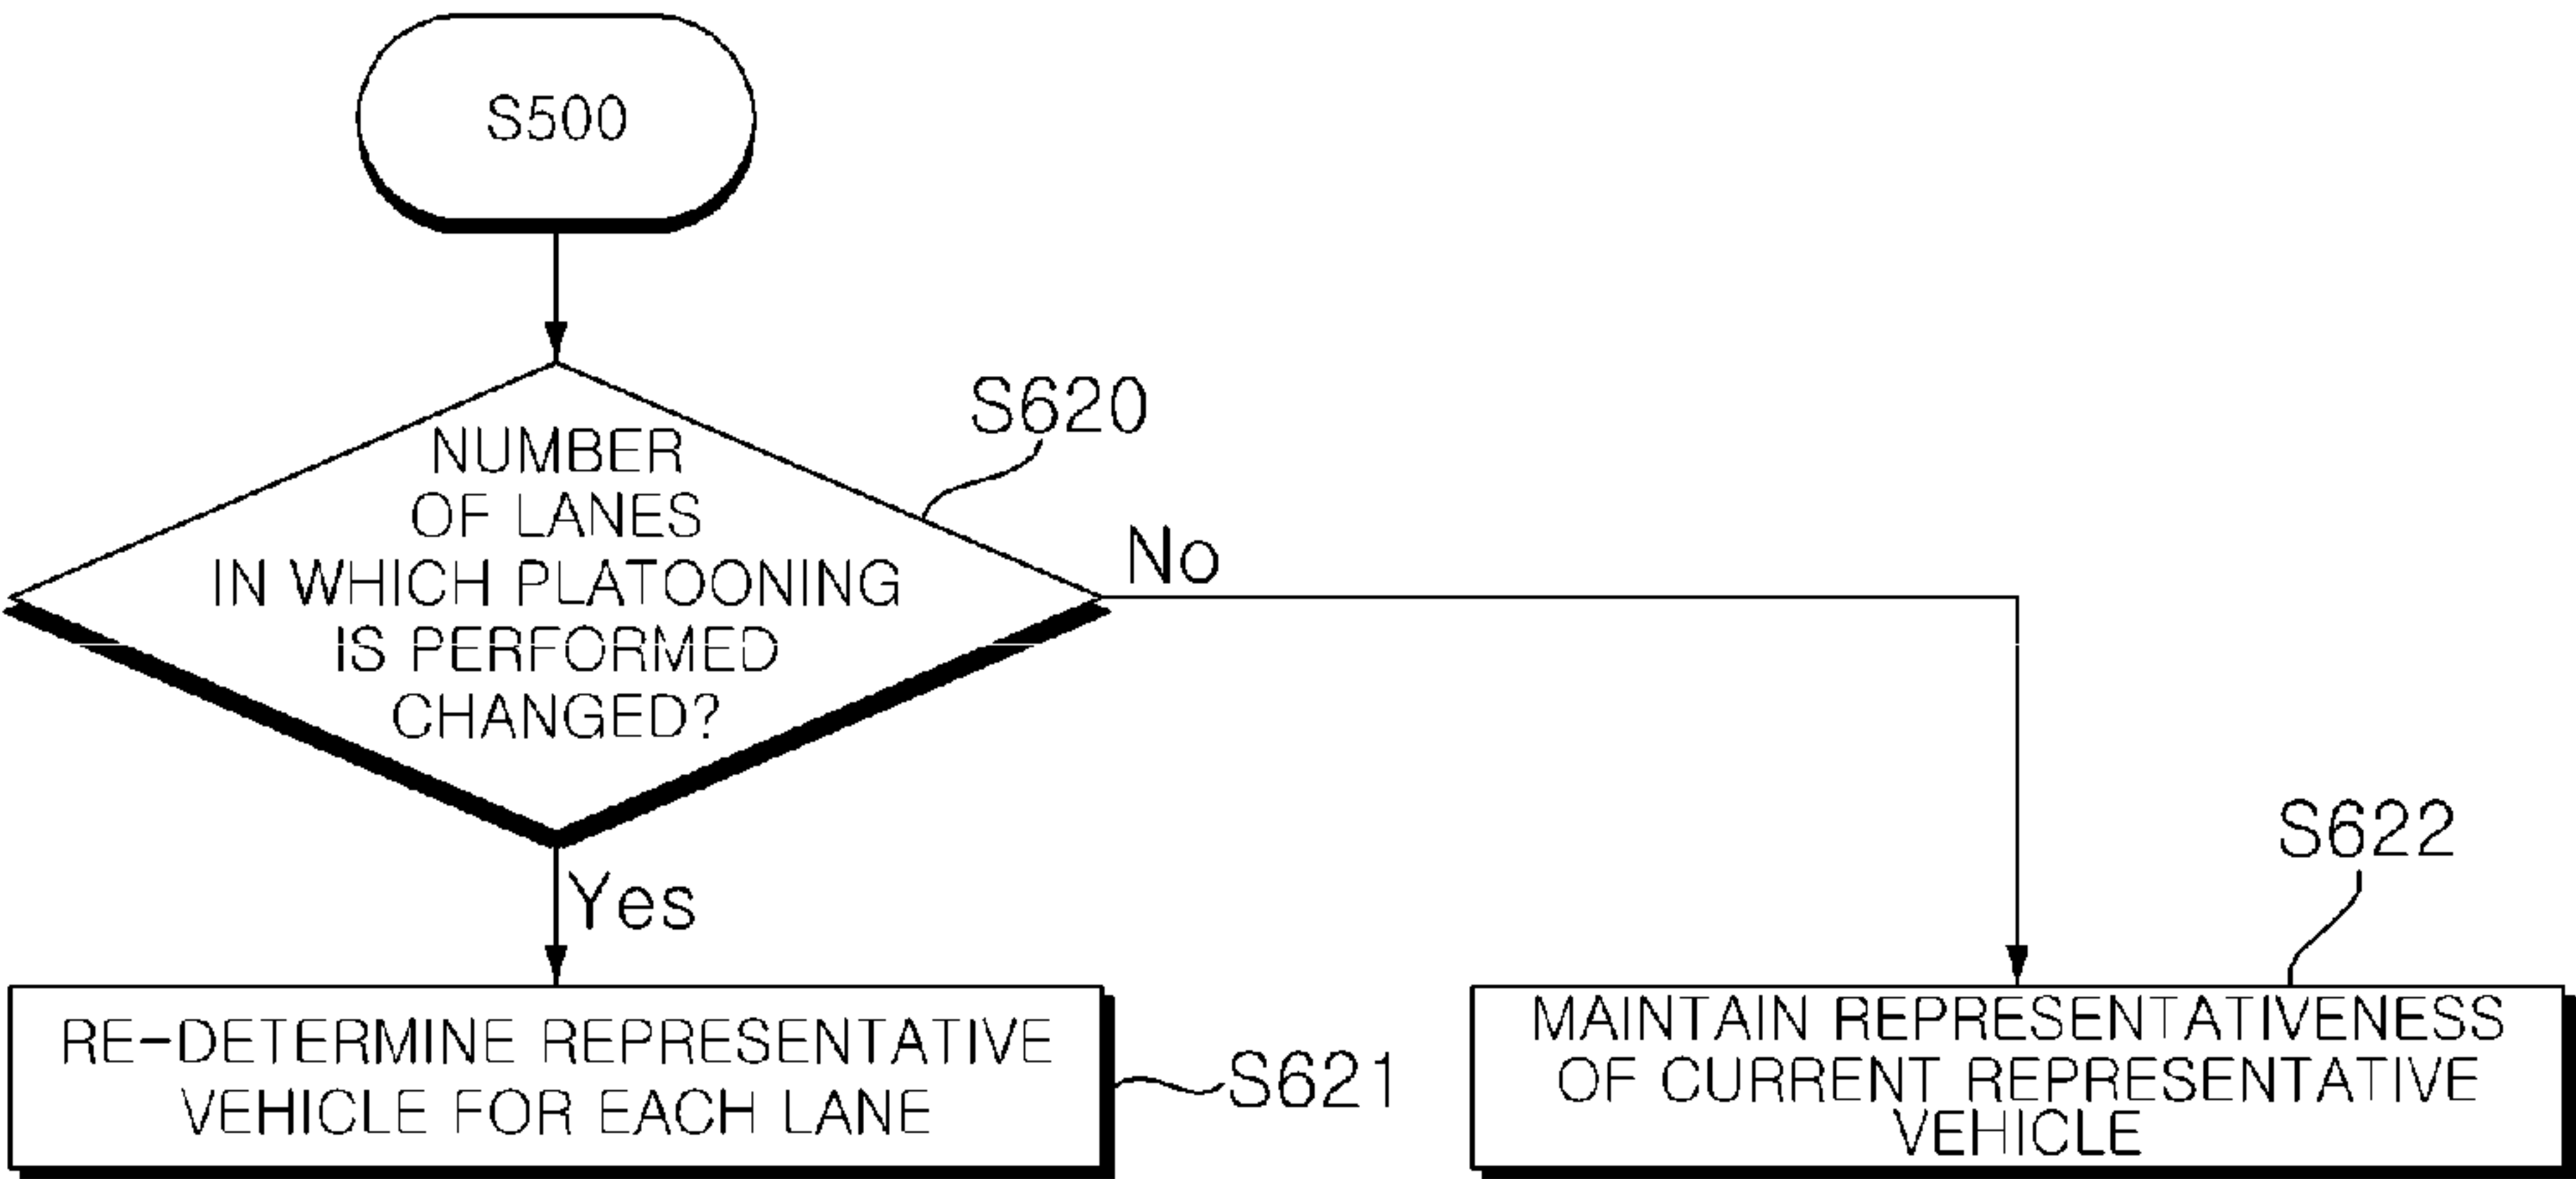 S500
S620
NUMBER
OF LANES
IN WHICH PLATOONING
IS PERFORMED
CHANGED?
No
Yes
S622
RE-DETERMINE REPRESENTATIVE
VEHICLE FOR EACH LANE
S621
MAINTAIN REPRESENTATIVENESS
OF CURRENT REPRESENTATIVE
VEHICLE